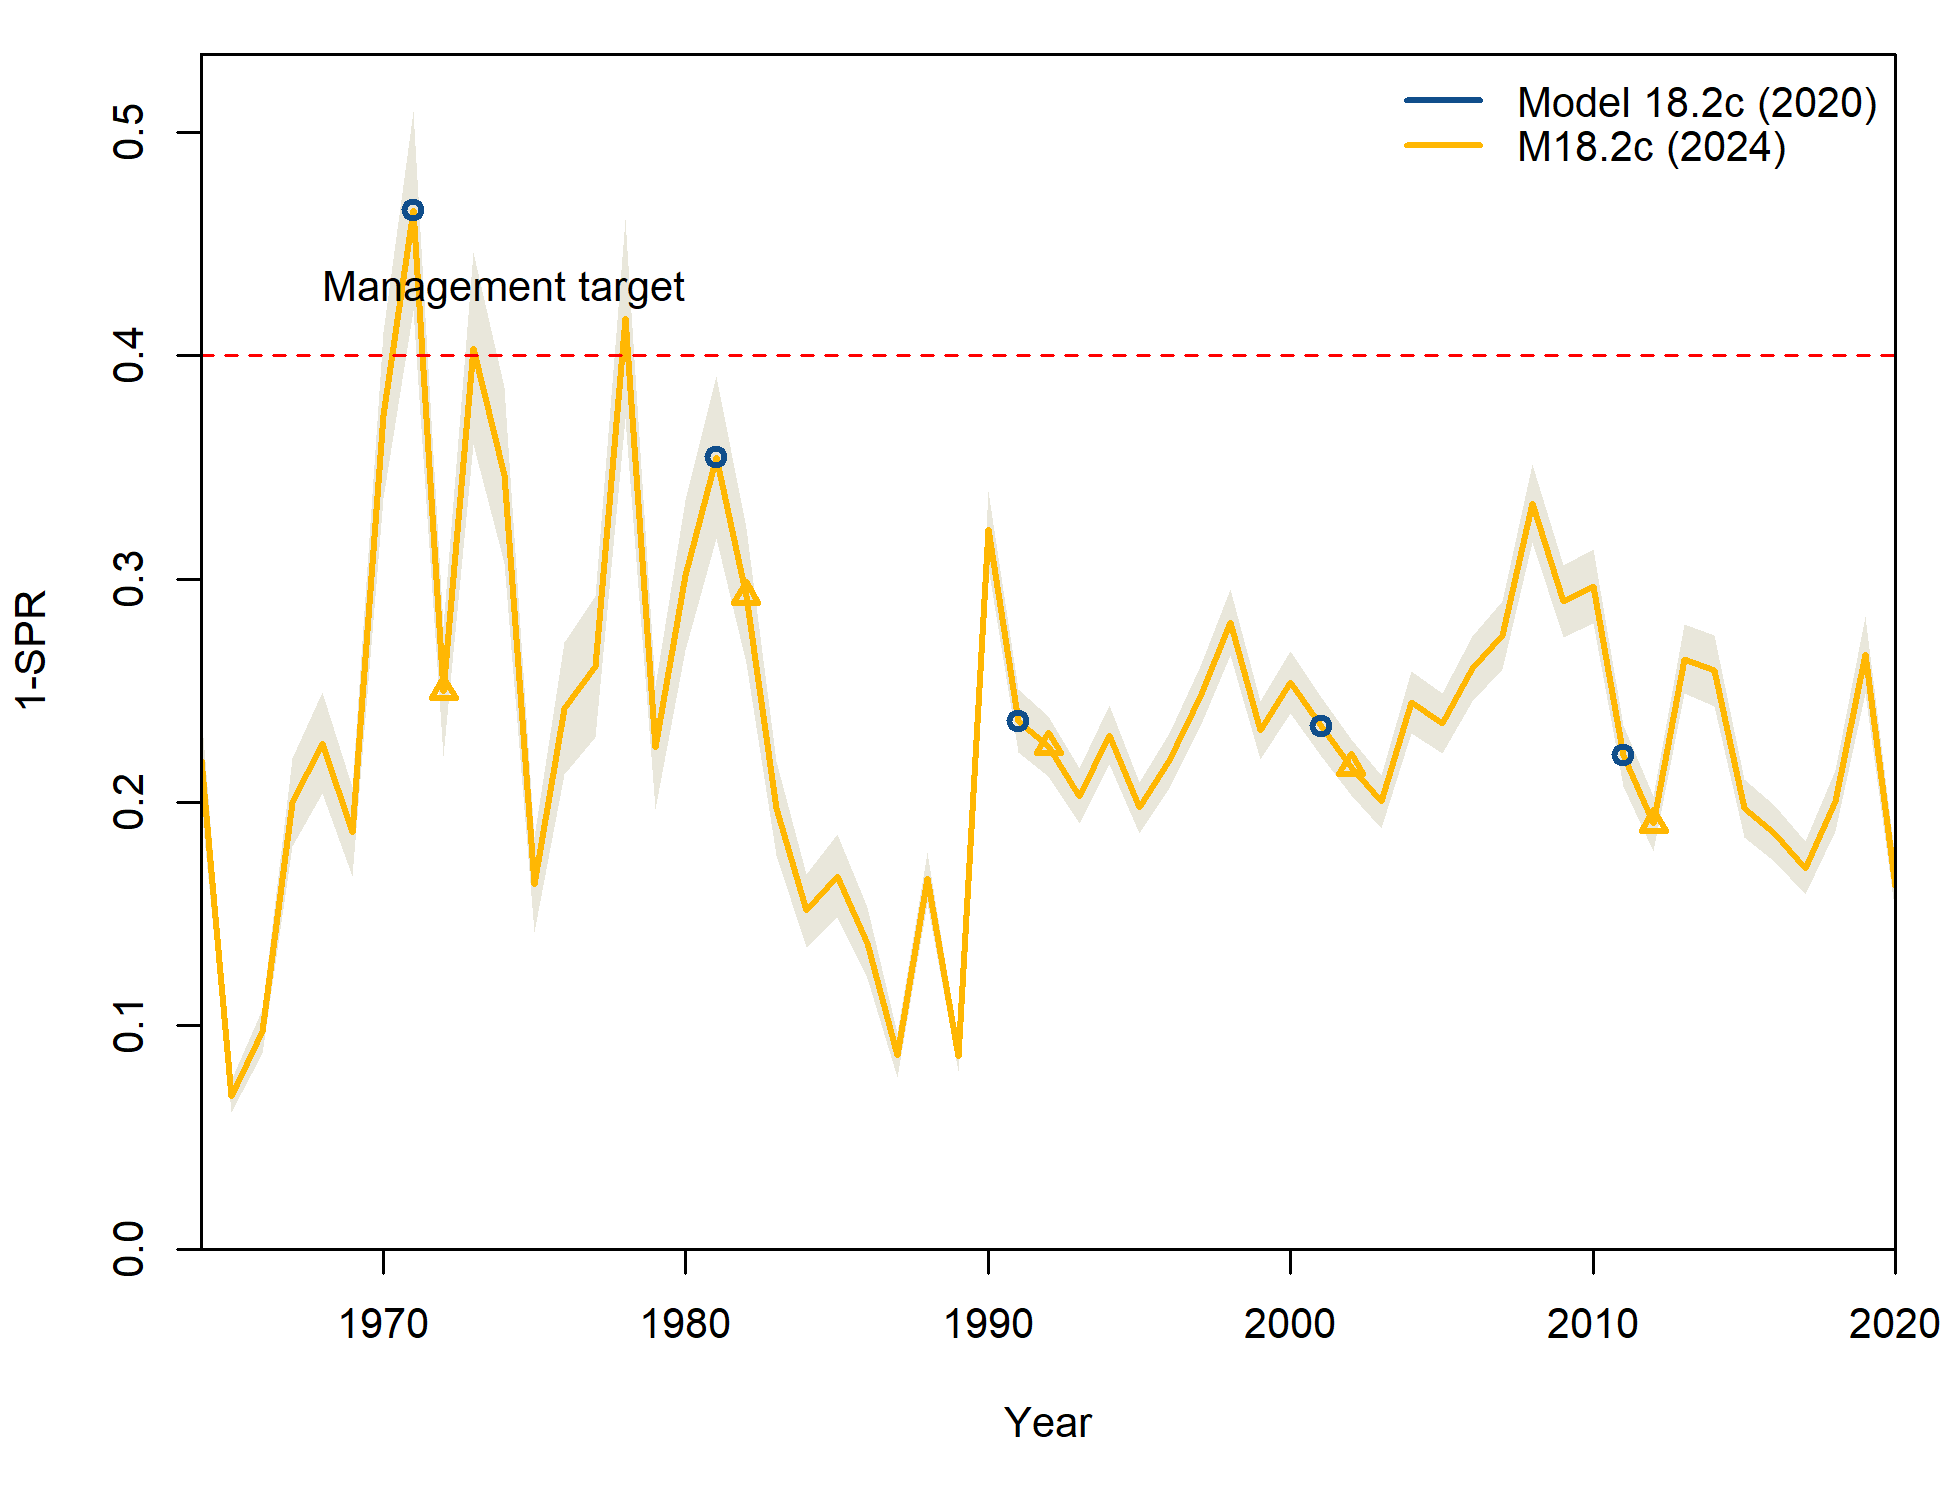 Model 18.2c (2020)
M18.2c (2024)
Management target
1-SPR
0.5
0.4
0.3
0.2
0.1
0.0
1970 1980 1990 2000 2010 2020
Year